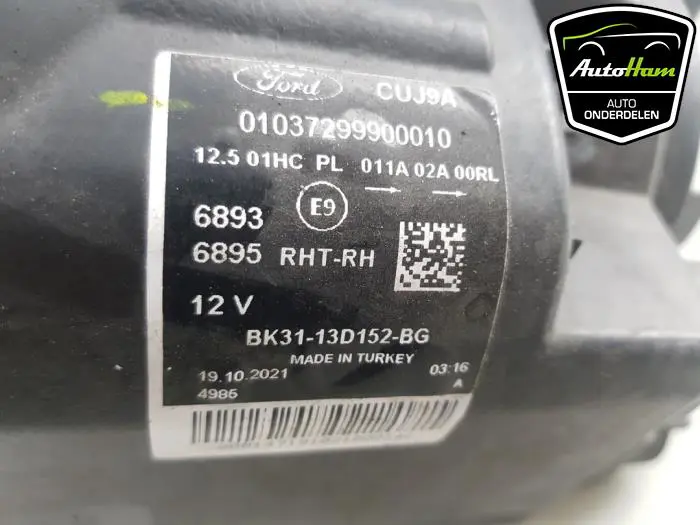 Ford CUJ9A
01037299900010
12.5 01HC PL 011A 02A 00RL
E9
6893
6895 RHT-RH
12 V
BK31-13D152-BG
MADE IN TURKEY
19.10.2021 03:16
4985 A
AutoHam
AUTO
ONDERDELEN